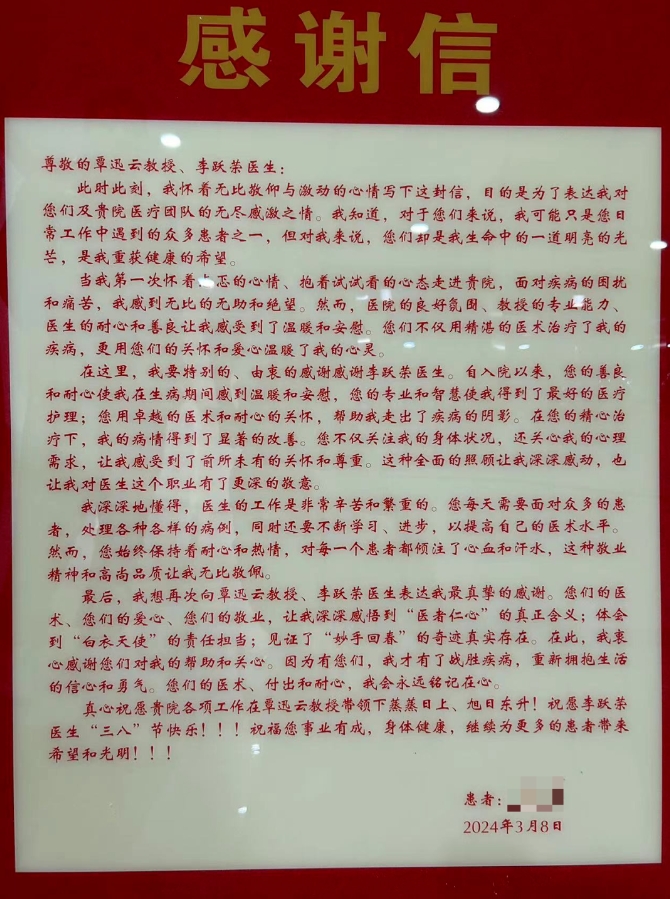 感谢信
尊敬的覃迅云教授、李跃荣医生：
此时此刻，我怀着无比敬仰与激动的心情写下这封信，目的是为了表达我对
您们及贵院医疗团队的无尽感激之情。我知道，对于您们来说，我可能只是您日
常工作中遇到的众多患者之一，但对我来说，您们却是我生命中的一道明亮的光
芒，是我重获健康的希望。
当我第一次怀着忐忑的心情、抱着试试看的心态走进贵院，面对疾病的困扰
和痛苦，我感到无比的无助和绝望。然而，医院的良好氛围、教授的专业能力、
医生的耐心和善良让我感受到了温暖和安慰。您们不仅用精湛的医术治疗了我的
疾病，更用您们的关怀和爱心温暖了我的心灵。
在这里，我要特别的、由衷的感谢感谢李跃荣医生。自入院以来，您的善良
和耐心使我在生病期间感到温暖和安慰，您的专业和智慧使我得到了最好的医疗
护理；您用卓越的医术和耐心的关怀，帮助我走出了疾病的阴影。在您的精心治
疗下，我的病情得到了显著的改善。您不仅关注我的身体状况，还关心我的心理
需求，让我感受到了前所未有的关怀和尊重。这种全面的照顾让我深深感动，也
让我对医生这个职业有了更深的敬意。
我深深地懂得，医生的工作是非常辛苦和繁重的。您每天需要面对众多的患
者，处理各种各样的病例，同时还要不断学习、进步，以提高自己的医术水平。
然而，您始终保持着耐心和热情，对每一个患者都倾注了心血和汗水，这种敬业
精神和高尚品质让我无比敬佩。
最后，我想再次向覃迅云教授、李跃荣医生表达我最真挚的感谢。您们的医
术、您们的爱心、您们的敬业，让我深深感悟到“医者仁心”的真正含义；体会
到“白衣天使”的责任担当；见证了“妙手回春”的奇迹真实存在。在此，我衷
心感谢您们对我的帮助和关心。因为有您们，我才有了战胜疾病，重新拥抱生活
的信心和勇气。您们的医术、付出和耐心，我会永远铭记在心。
真心祝愿贵院各项工作在覃迅云教授带领下蒸蒸日上、旭日东升！祝愿李跃荣
医生“三八”节快乐！！！祝福您事业有成，身体健康，继续为更多的患者带来
希望和光明！！！
患者：
2024年3月8日